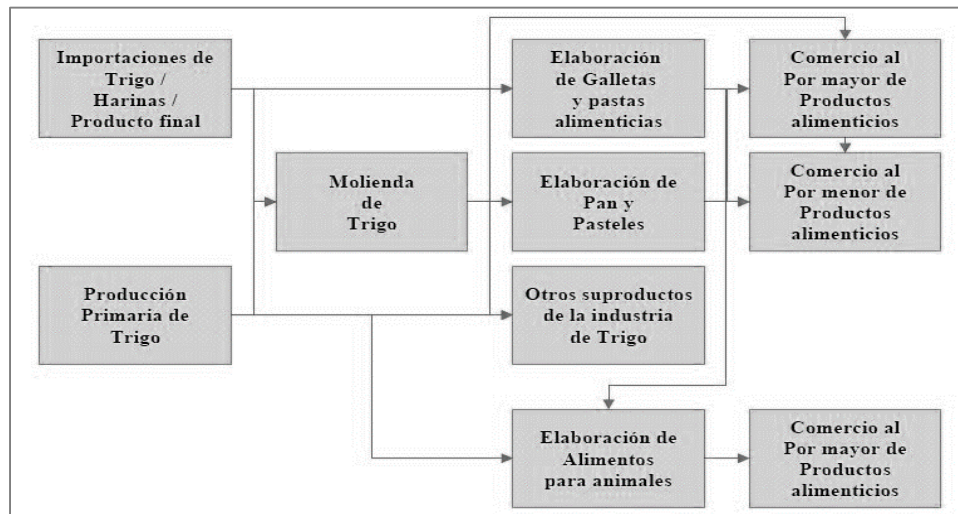 Importaciones de
Trigo /
Harinas /
Producto final
Elaboración
de Galletas
y pastas
alimenticias
Comercio al
Por mayor de
Productos
alimenticios
Molienda
de
Trigo
Elaboración de
Pan y
Pasteles
Comercio al
Por menor de
Productos
alimenticios
Producción
Primaria de
Trigo
Otros suproductos
de la industria
de Trigo
Elaboración de
Alimentos
para animales
Comercio al
Por mayor de
Productos
alimenticios